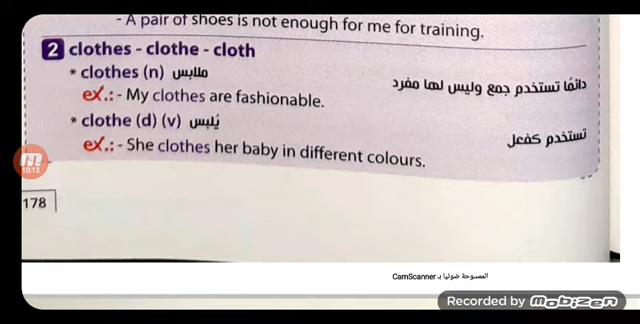 - A pair of shoes is not enough for me for training.
2 clothes - clothe - cloth
* clothes (n) ملابس
دائمًا تستخدم جمع وليس لها مفرد
ex.: - My clothes are fashionable.
* clothe (d) (v) يُلبس
تستخدم كفعل
ex.: - She clothes her baby in different colours.
10:13
178
الممسوحة ضوئيا بـ CamScanner
Recorded by mobizen